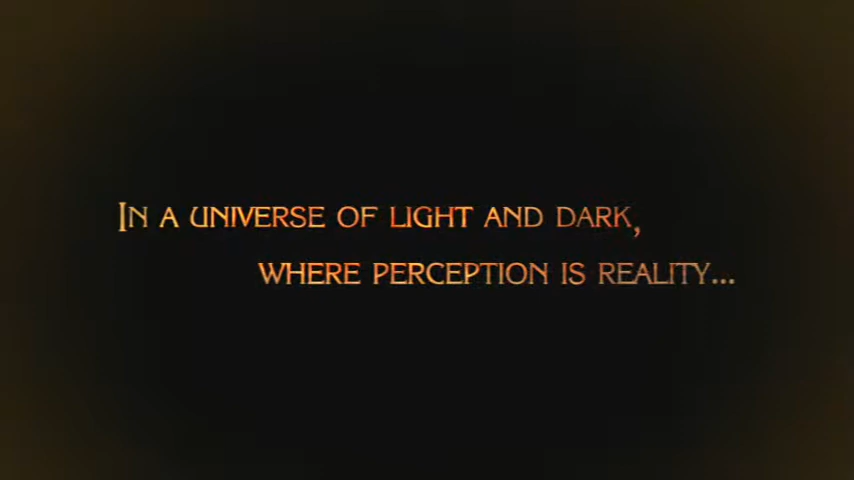 In a universe of light and dark,
where perception is reality...